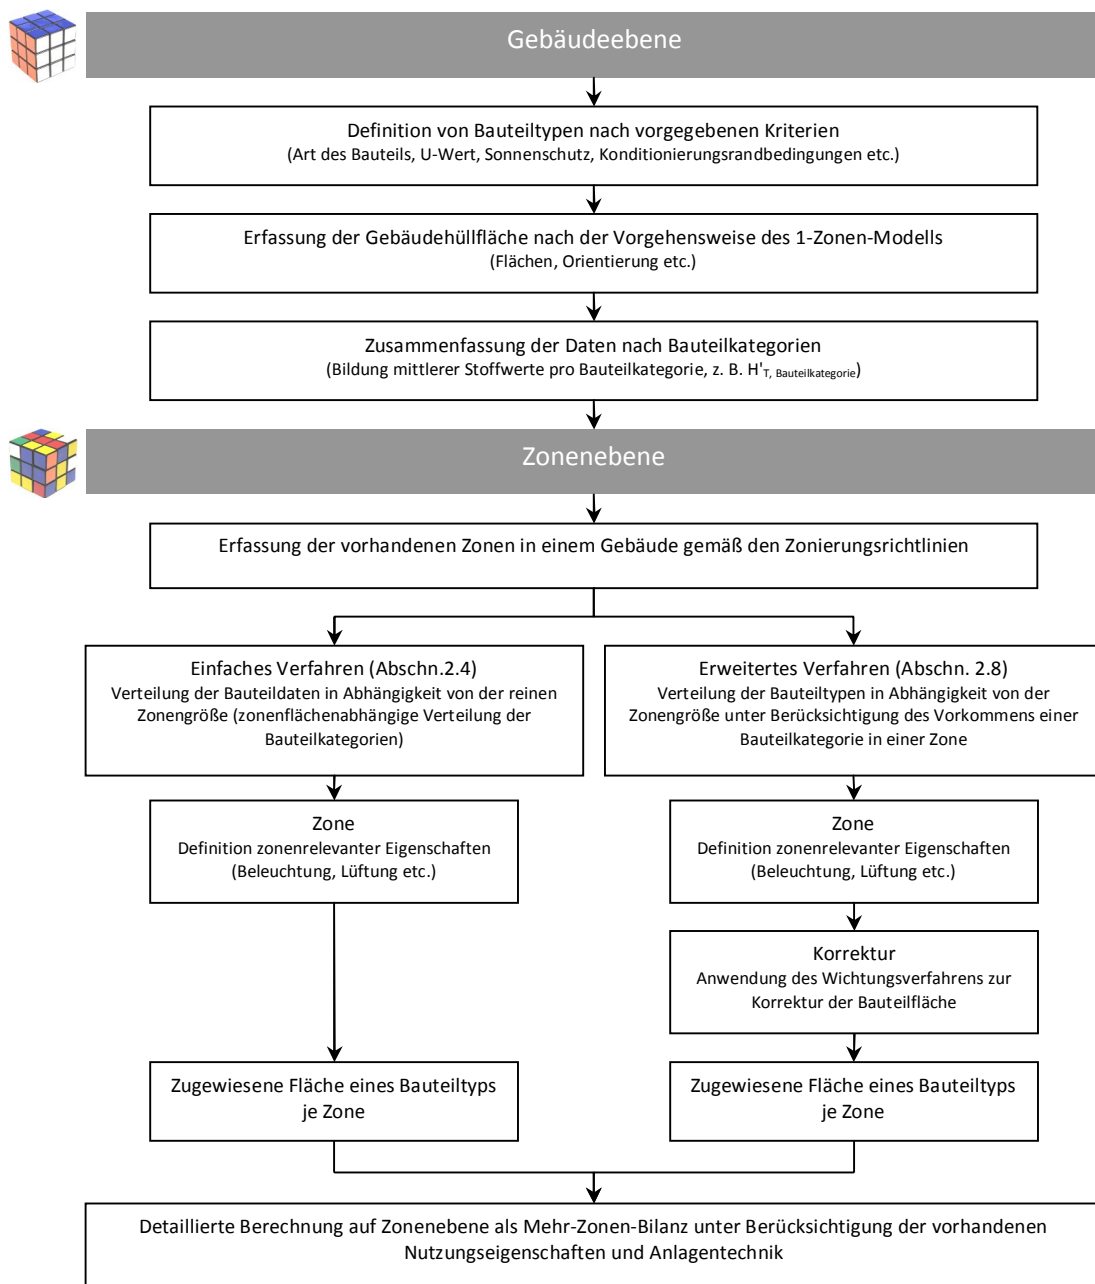 Gebäudeebene
Definition von Bauteiltypen nach vorgegebenen Kriterien
(Art des Bauteils, U-Wert, Sonnenschutz, Konditionierungsrandbedingungen etc.)
Erfassung der Gebäudehüllfläche nach der Vorgehensweise des 1-Zonen-Modells
(Flächen, Orientierung etc.)
Zusammenfassung der Daten nach Bauteilkategorien
(Bildung mittlerer Stoffwerte pro Bauteilkategorie, z. B. H'T, Bauteilkategorie)
Zonenebene
Erfassung der vorhandenen Zonen in einem Gebäude gemäß den Zonierungsrichtlinien
Einfaches Verfahren (Abschn.2.4)
Verteilung der Bauteildaten in Abhängigkeit von der reinen
Zonengröße (zonenflächenabhängige Verteilung der
Bauteilkategorien)
Erweitertes Verfahren (Abschn. 2.8)
Verteilung der Bauteiltypen in Abhängigkeit von der
Zonengröße unter Berücksichtigung des Vorkommens einer
Bauteilkategorie in einer Zone
Zone
Definition zonenrelevanter Eigenschaften
(Beleuchtung, Lüftung etc.)
Zone
Definition zonenrelevanter Eigenschaften
(Beleuchtung, Lüftung etc.)
Korrektur
Anwendung des Wichtungsverfahrens zur
Korrektur der Bauteilfläche
Zugewiesene Fläche eines Bauteiltyps
je Zone
Zugewiesene Fläche eines Bauteiltyps
je Zone
Detaillierte Berechnung auf Zonenebene als Mehr-Zonen-Bilanz unter Berücksichtigung der vorhandenen
Nutzungseigenschaften und Anlagentechnik